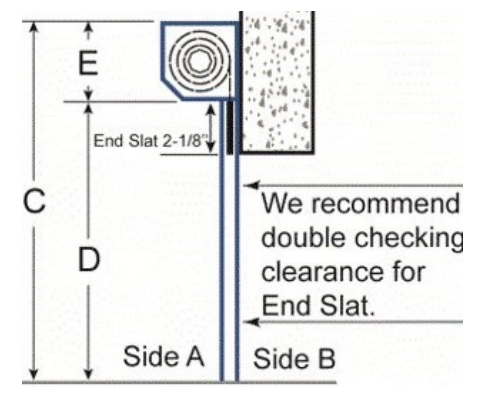 E
End Slat 2-1/8"
C
We recommend
double checking
clearance for
End Slat.
D
Side A
Side B